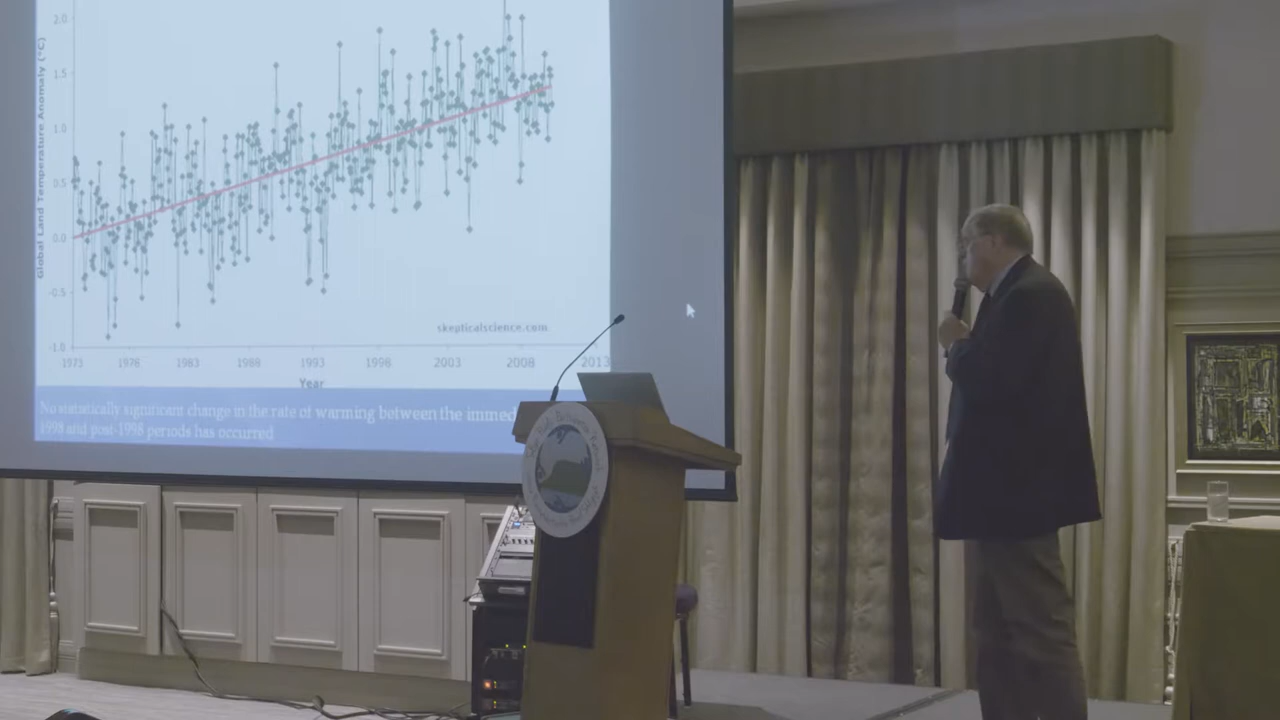 2.0
Global Land Temperature Anomaly (°C)
1.5
1.0
0.5
0.0
-0.5
-1.0
skepticalscience.com
1975 1978 1983 1988 1993 1998 2003 2008 2013
Year
No statistically significant change in the rate of warming between the immed
1998 and post-1998 periods has occurred